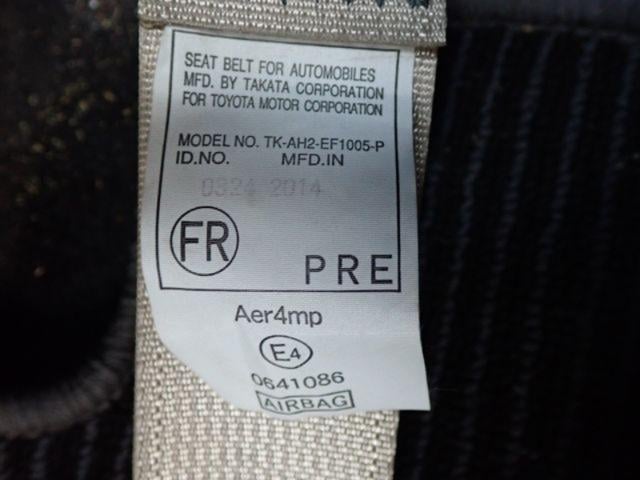 SEAT BELT FOR AUTOMOBILES
MFD. BY TAKATA CORPORATION
FOR TOYOTA MOTOR CORPORATION
MODEL NO. TK-AH2-EF1005-P
ID.NO. MFD.IN
0324 2014
FR
PRE
Aer4mp
E4
0641086
AIRBAG